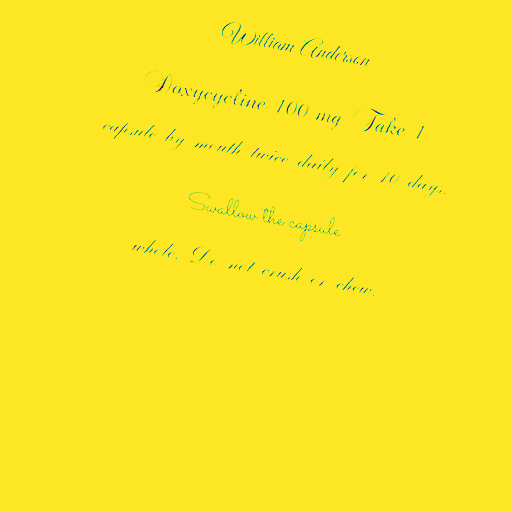 William Anderson
Doxycycline 100 mg Take 1
capsule by mouth twice daily for 10 days.
Swallow the capsule
whole. Do not crush or chew.